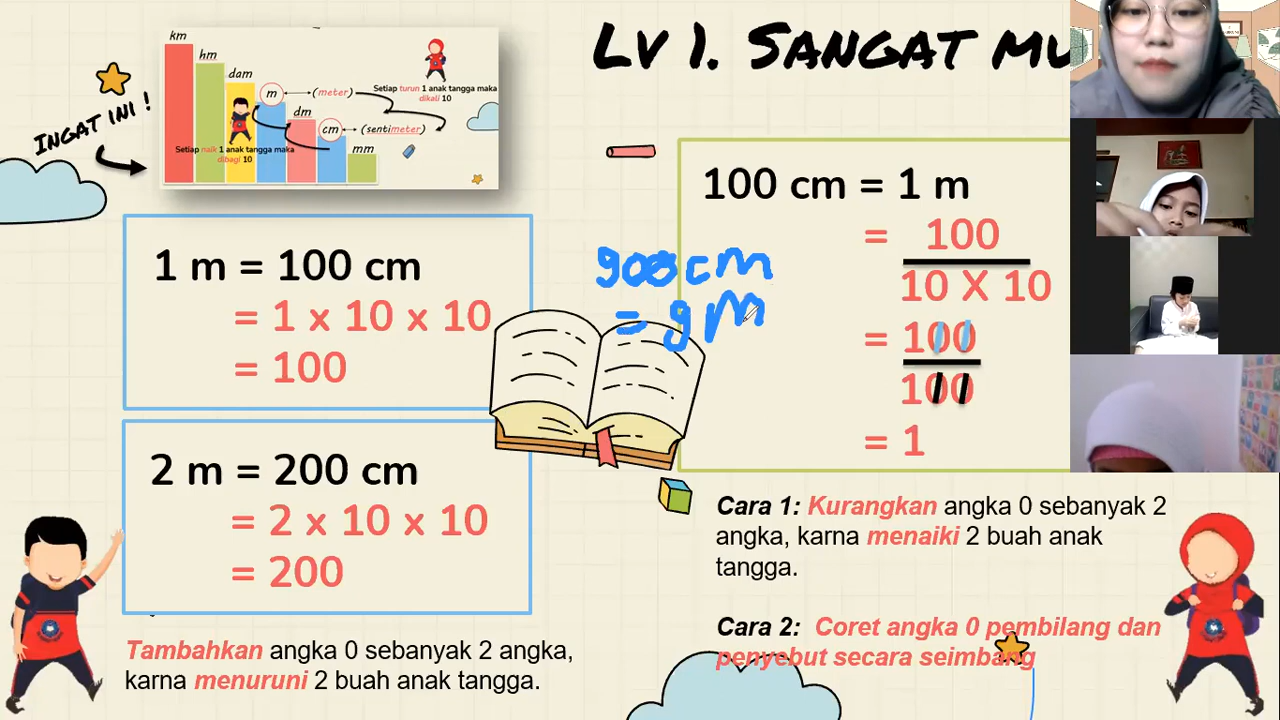 Lv 1. Sangat mu
Ingat ini !
km
hm
dam
m
(meter)
dm
cm
(sentimeter)
mm
Setiap turun 1 anak tangga maka
dikali 10
Setiap naik 1 anak tangga maka
dibagi 10
1 m = 100 cm
= 1 x 10 x 10
= 100
2 m = 200 cm
= 2 x 10 x 10
= 200
Tambahkan angka 0 sebanyak 2 angka,
karna menuruni 2 buah anak tangga.
900 cm
= 9 m
100 cm = 1 m
= 100
10 X 10
= 100
100
= 1
Cara 1: Kurangkan angka 0 sebanyak 2
angka, karna menaiki 2 buah anak
tangga.
Cara 2: Coret angka 0 pembilang dan
penyebut secara seimbang